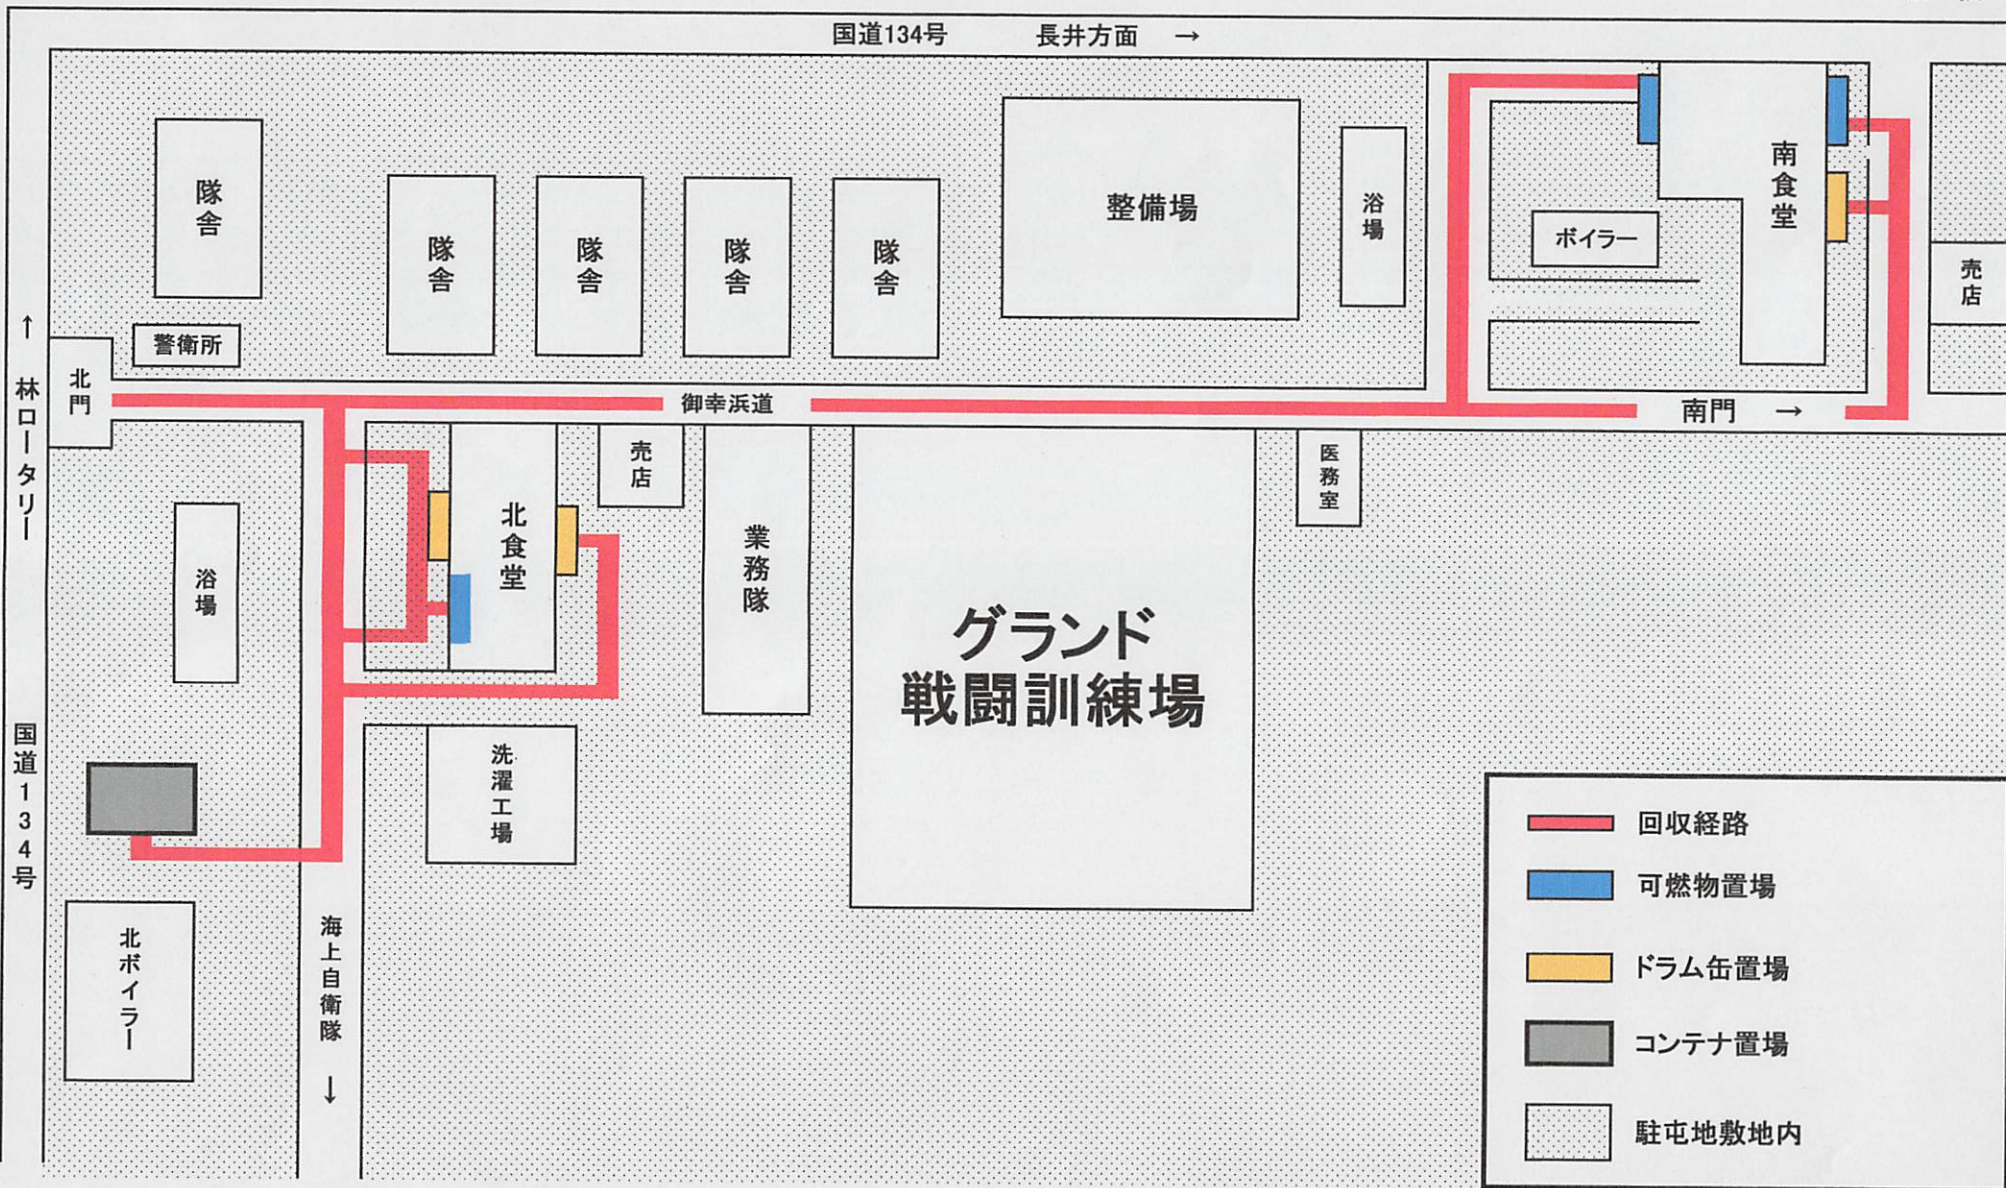 国道134号　長井方面　→
隊舎
隊舎
隊舎
隊舎
隊舎
整備場
浴場
南食堂
ボイラー
売店
警衛所
北門
↑　林ロータリー
国道134号
御幸浜道
南門　→
売店
医務室
北食堂
業務隊
浴場
グランド
戦闘訓練場
洗濯工場
北ボイラー
海上自衛隊　↓
回収経路
可燃物置場
ドラム缶置場
コンテナ置場
駐屯地敷地内